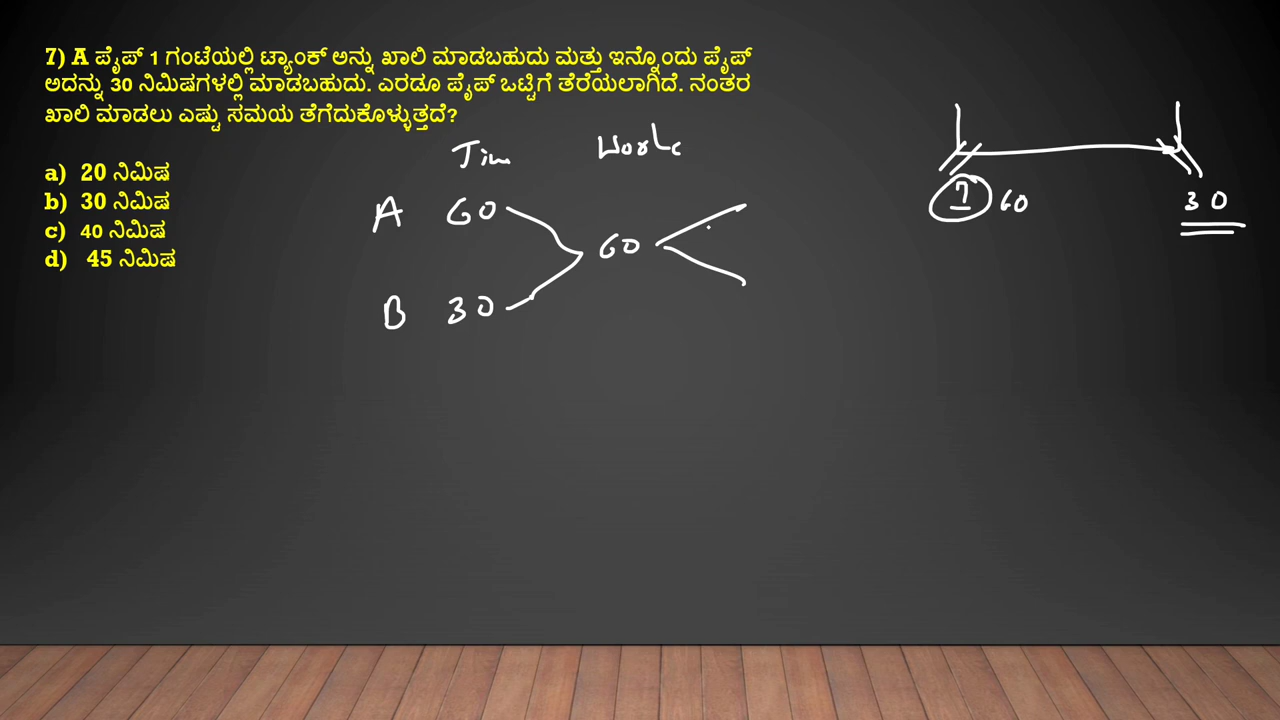 7) A ಪೈಪ್ 1 ಗಂಟೆಯಲ್ಲಿ ಟ್ಯಾಂಕ್ ಅನ್ನು ಖಾಲಿ ಮಾಡಬಹುದು ಮತ್ತು ಇನ್ನೊಂದು ಪೈಪ್
ಅದನ್ನು 30 ನಿಮಿಷಗಳಲ್ಲಿ ಮಾಡಬಹುದು. ಎರಡೂ ಪೈಪ್ ಒಟ್ಟಿಗೆ ತೆರೆಯಲಾಗಿದೆ. ನಂತರ
ಖಾಲಿ ಮಾಡಲು ಎಷ್ಟು ಸಮಯ ತೆಗೆದುಕೊಳ್ಳುತ್ತದೆ?
a) 20 ನಿಮಿಷ
b) 30 ನಿಮಿಷ
c) 40 ನಿಮಿಷ
d) 45 ನಿಮಿಷ
Tim Work
A 60
60
B 30
60 30